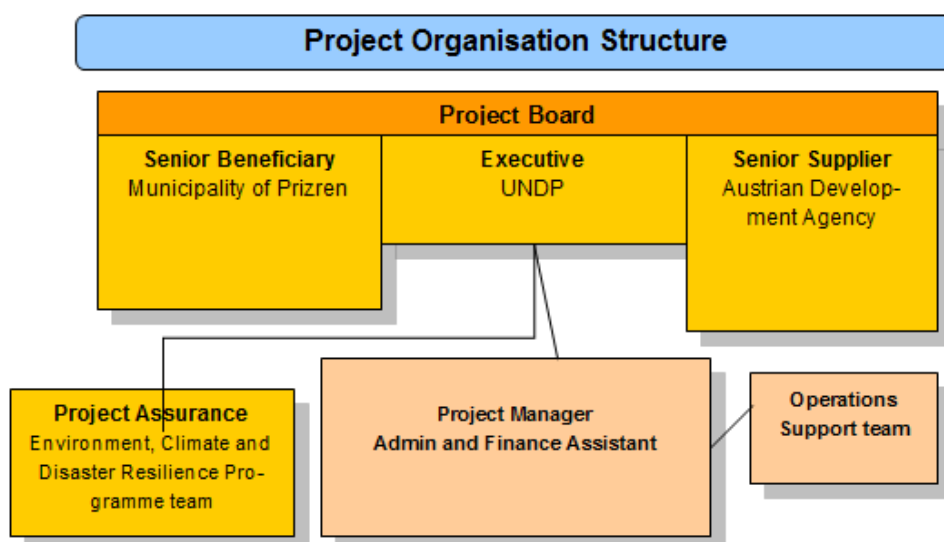 Project Organisation Structure
Project Board
Senior Beneficiary
Municipality of Prizren
Executive
UNDP
Senior Supplier
Austrian Develop-
ment Agency
Project Assurance
Environment, Climate and
Disaster Resilience Pro-
gramme team
Project Manager
Admin and Finance Assistant
Operations
Support team